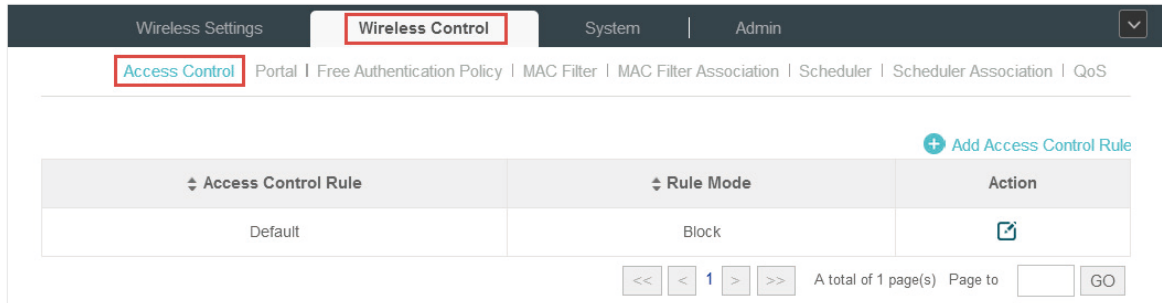 Wireless Settings Wireless Control System | Admin
Access Control Portal | Free Authentication Policy | MAC Filter | MAC Filter Association | Scheduler | Scheduler Association | QoS
Add Access Control Rule
Access Control Rule Rule Mode Action
Default Block
<< < 1 > >> A total of 1 page(s) Page to GO